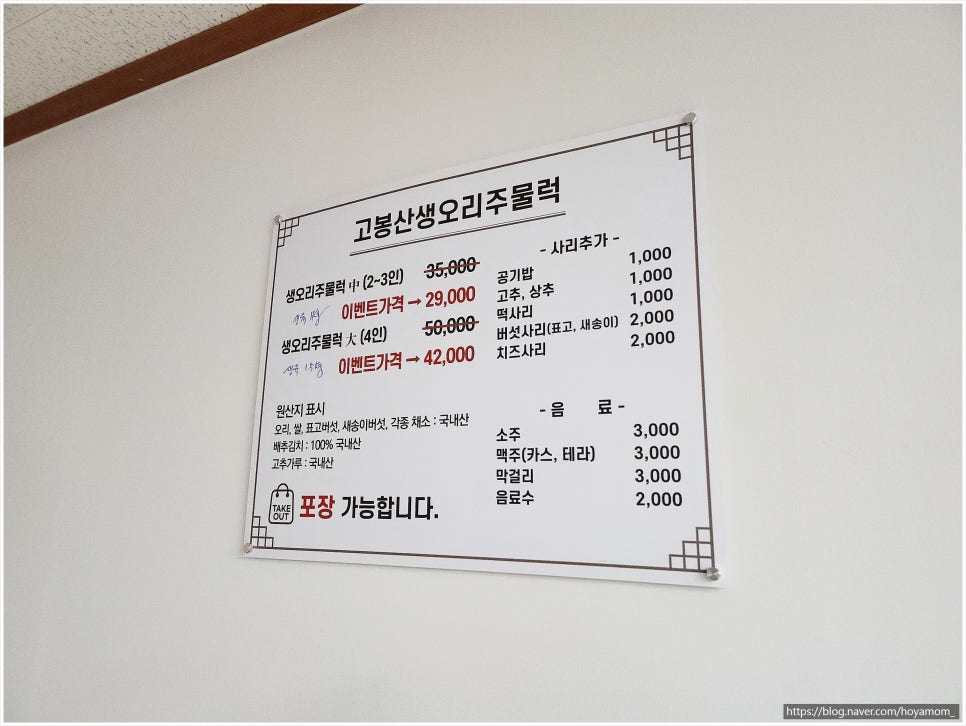 고봉산생오리주물럭
생오리주물럭 中 (2~3인) 35,000
이벤트가격 → 29,000
생육 1kg
생오리주물럭 大 (4인) 50,000
이벤트가격 → 42,000
생육 1.5kg
원산지 표시
오리, 쌀, 표고버섯, 새송이버섯, 각종 채소 : 국내산
배추김치 : 100% 국내산
고추가루 : 국내산
TAKE
OUT
포장 가능합니다.
- 사리추가 -
공기밥 1,000
고추, 상추 1,000
떡사리 1,000
버섯사리(표고, 새송이) 2,000
치즈사리 2,000
- 음 료 -
소주 3,000
맥주(카스, 테라) 3,000
막걸리 3,000
음료수 2,000
https://blog.naver.com/hoyamom_